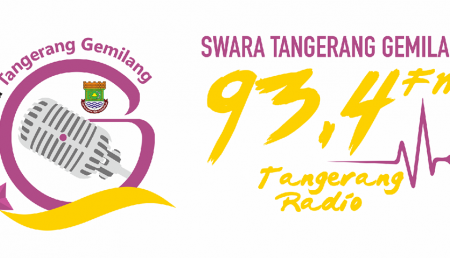 Tangerang Gemilang
SWARA TANGERANG GEMILA
93.4 Fm
Tangerang
Radio